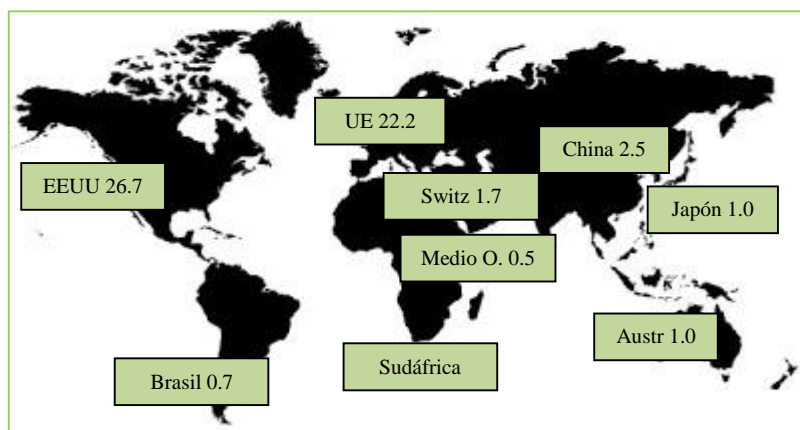 UE 22.2
China 2.5
EEUU 26.7
Switz 1.7
Japón 1.0
Medio O. 0.5
Austr 1.0
Sudáfrica
Brasil 0.7